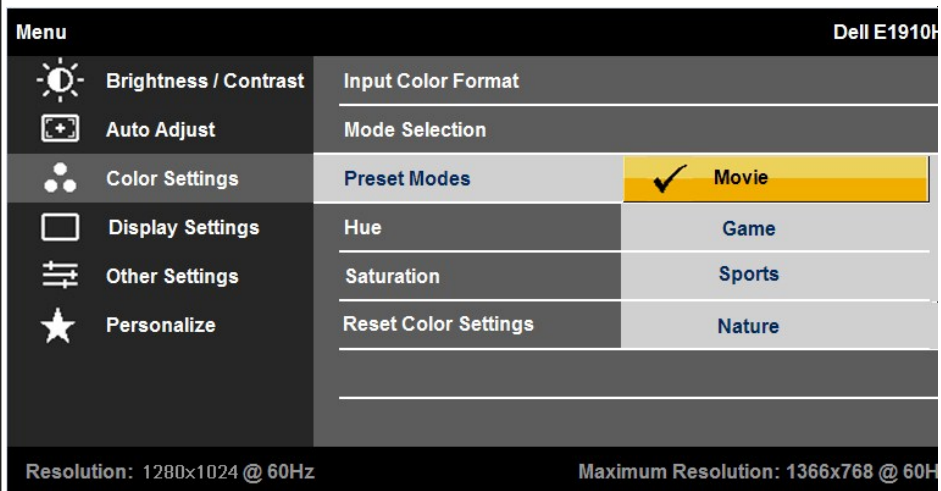 Menu Dell E1910H
Brightness / Contrast Input Color Format
Auto Adjust Mode Selection
Color Settings Preset Modes Movie
Display Settings Hue Game
Other Settings Saturation Sports
Personalize Reset Color Settings Nature
Resolution: 1280x1024 @ 60Hz Maximum Resolution: 1366x768 @ 60H